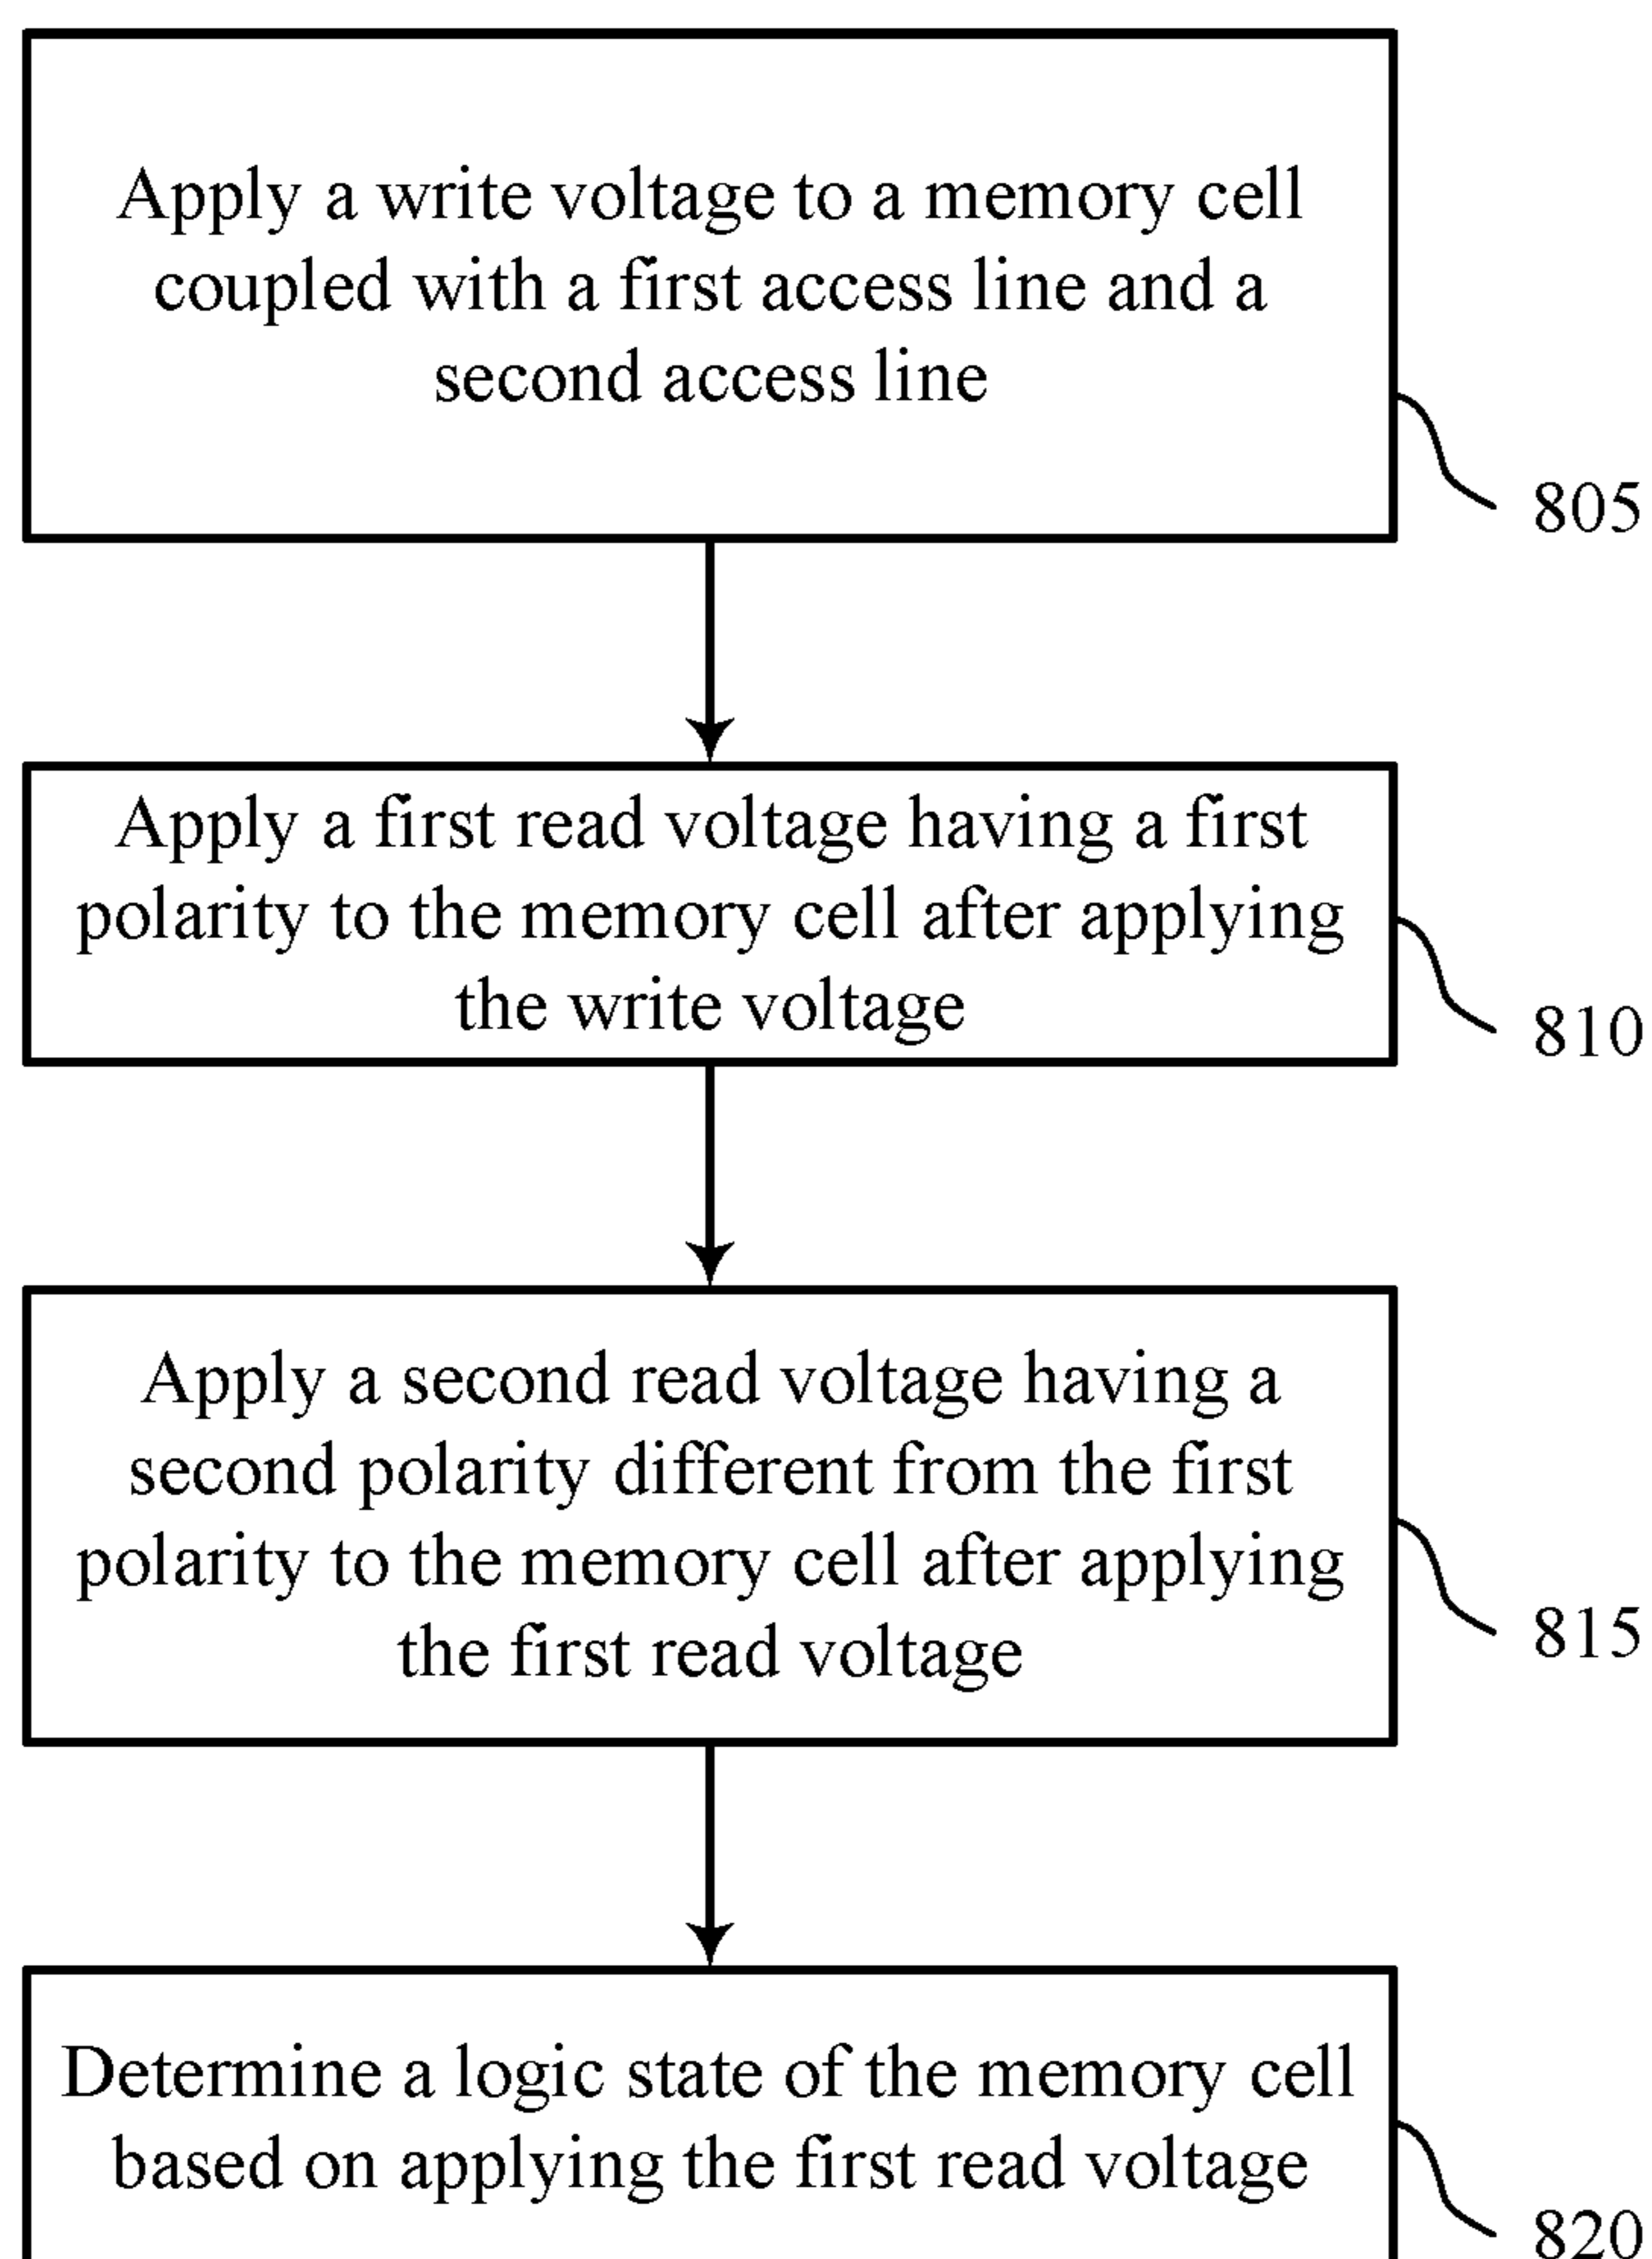 Apply a write voltage to a memory cell
coupled with a first access line and a
second access line
805
Apply a first read voltage having a first
polarity to the memory cell after applying
the write voltage
810
Apply a second read voltage having a
second polarity different from the first
polarity to the memory cell after applying
the first read voltage
815
Determine a logic state of the memory cell
based on applying the first read voltage
820